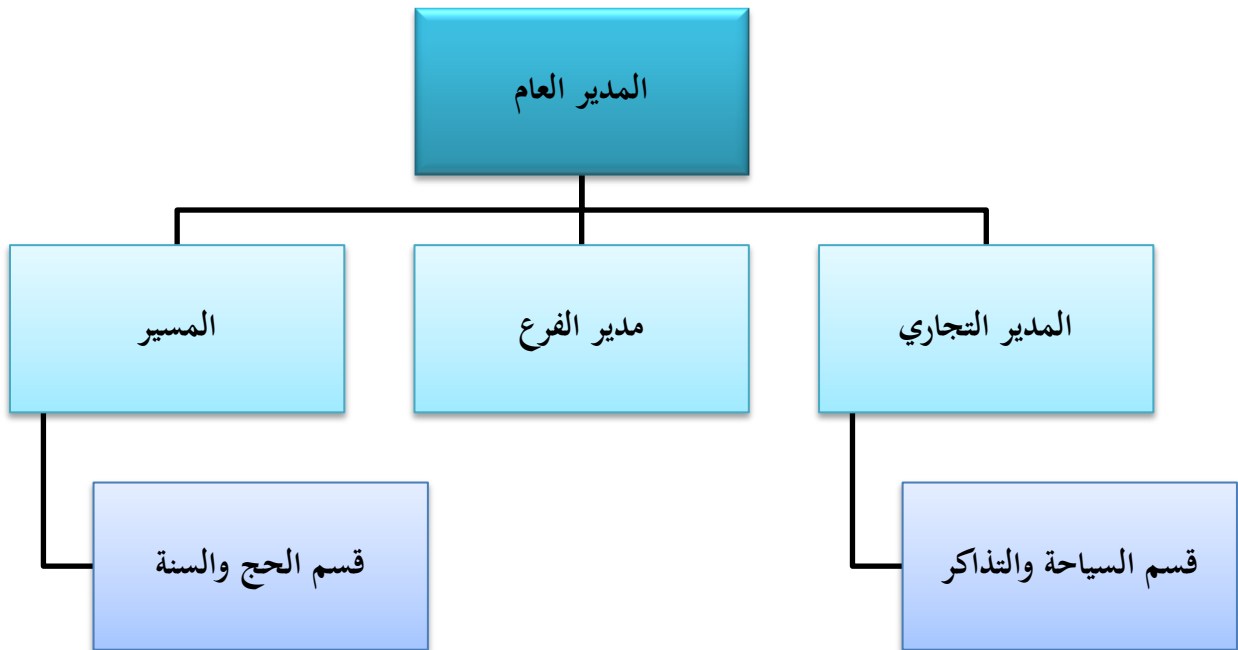 المدير العام
المدير التجاري
مدير الفرع
المسير
قسم السياحة والتذاكر
قسم الحج والسنة